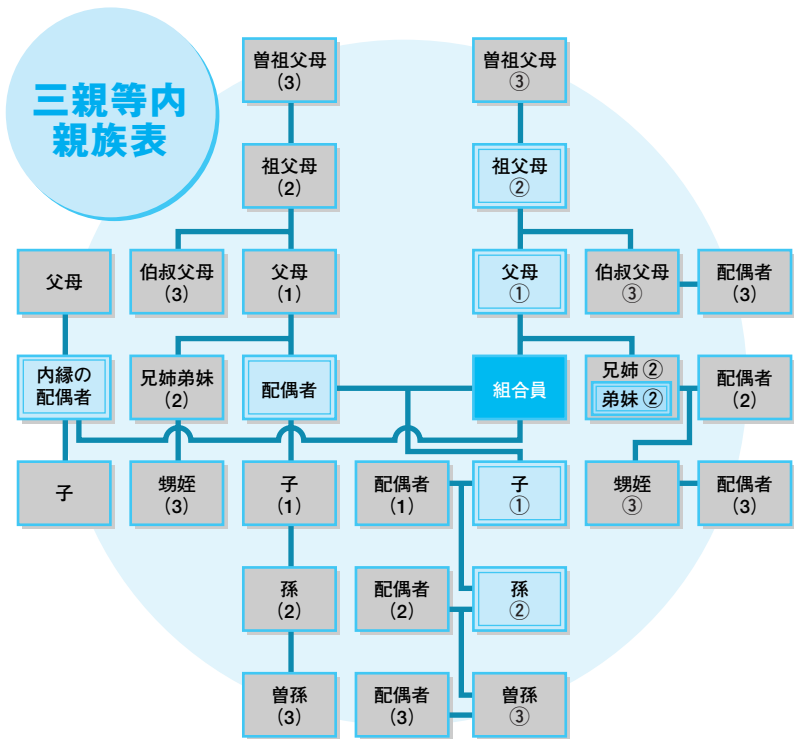 三親等内
親族表
曽祖父母
(3)
曽祖父母
③
祖父母
(2)
祖父母
②
父母
伯叔父母
(3)
父母
(1)
父母
①
伯叔父母
③
配偶者
(3)
内縁の
配偶者
兄姉弟妹
(2)
配偶者
組合員
兄姉②
弟妹②
配偶者
(2)
子
甥姪
(3)
子
(1)
配偶者
(1)
子
①
甥姪
③
配偶者
(3)
孫
(2)
配偶者
(2)
孫
②
曽孫
(3)
配偶者
(3)
曽孫
③